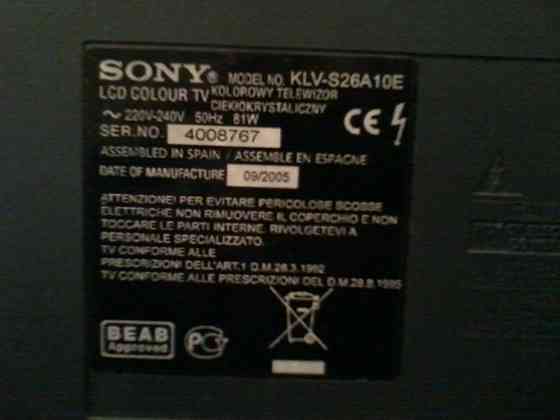 SONY® MODEL NO. KLV-S26A10E
LCD COLOUR TV KOLOROWY TELEWIZOR
CIEKŁOKRYSTALICZNY
~ 220V-240V 50Hz 81W
CE
SER.NO. 4008767
ASSEMBLED IN SPAIN / ASSEMBLE EN ESPAGNE
DATE OF MANUFACTURE 09/2005
ATTENZIONE! PER EVITARE PERICOLOSE SCOSSE
ELETTRICHE NON RIMUOVERE IL COPERCHIO E NON
TOCCARE LE PARTI INTERNE. RIVOLGETEVI A
PERSONALE SPECIALIZZATO.
TV CONFORME ALLE
PRESCRIZIONI DELL'ART.1 D.M.28.3.1992
TV CONFORME ALLE PRESCRIZIONI DEL D.M.28.8.1995
BEAB
Approved